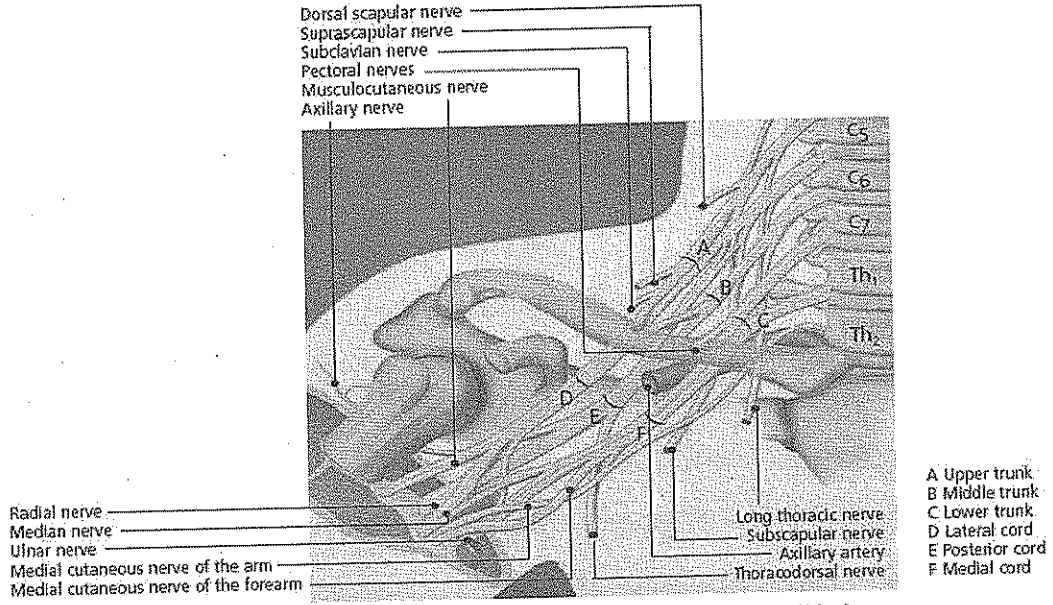 Dorsal scapular nerve
Suprascapular nerve
Subclavian nerve
Pectoral nerves
Musculocutaneous nerve
Axillary nerve
C5
C6
C7
Th1
Th2
A
B
C
D
E
F
Radial nerve
Median nerve
Ulnar nerve
Medial cutaneous nerve of the arm
Medial cutaneous nerve of the forearm
Long thoracic nerve
Subscapular nerve
Axillary artery
Thoracodorsal nerve
A Upper trunk
B Middle trunk
C Lower trunk
D Lateral cord
E Posterior cord
F Medial cord